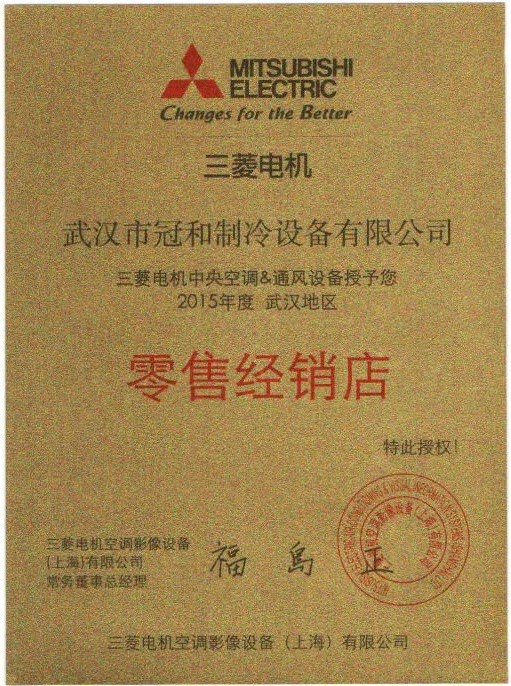 MITSUBISHI
ELECTRIC
Changes for the Better
三菱电机
武汉市冠和制冷设备有限公司
三菱电机中央空调&通风设备授予您
2015年度 武汉地区
零售经销店
特此授权!
三菱电机空调影像设备
(上海)有限公司
常务董事总经理
福島 正
三菱电机空调影像设备（上海）有限公司